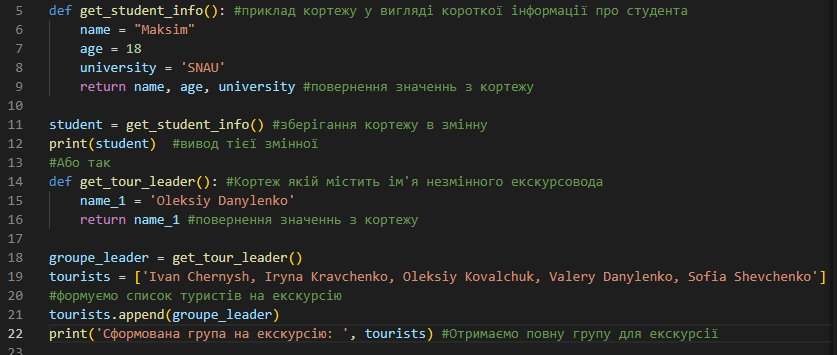 5 def get_student_info(): #приклад кортежу у вигляді короткої інформації про студента
6 name = "Maksim"
7 age = 18
8 university = 'SNAU'
9 return name, age, university #повернення значеннь з кортежу
10
11 student = get_student_info() #зберігання кортежу в змінну
12 print(student) #вивод тієї змінної
13 #Або так
14 def get_tour_leader(): #Кортеж якій містить ім'я незмінного екскурсовода
15 name_1 = 'Oleksiy Danylenko'
16 return name_1 #повернення значеннь з кортежу
17
18 groupe_leader = get_tour_leader()
19 tourists = ['Ivan Chernysh, Iryna Kravchenko, Oleksiy Kovalchuk, Valery Danylenko, Sofia Shevchenko']
20 #формуємо список туристів на екскурсію
21 tourists.append(groupe_leader)
22 print('Сформована група на екскурсію: ', tourists) #Отримаємо повну групу для екскурсії
23